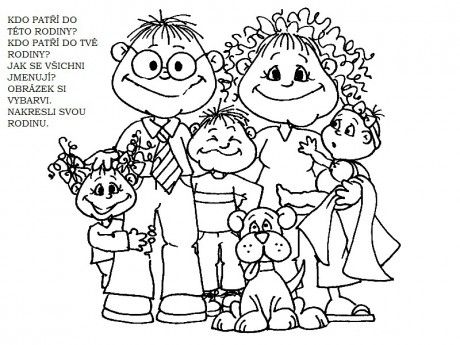 KDO PATŘÍ DO
TÉTO RODINY?
KDO PATŘÍ DO TVÉ
RODINY?
JAK SE VŠICHNI
JMENUJÍ?
OBRÁZEK SI
VYBARVI.
NAKRESLI SVOU
RODINU.